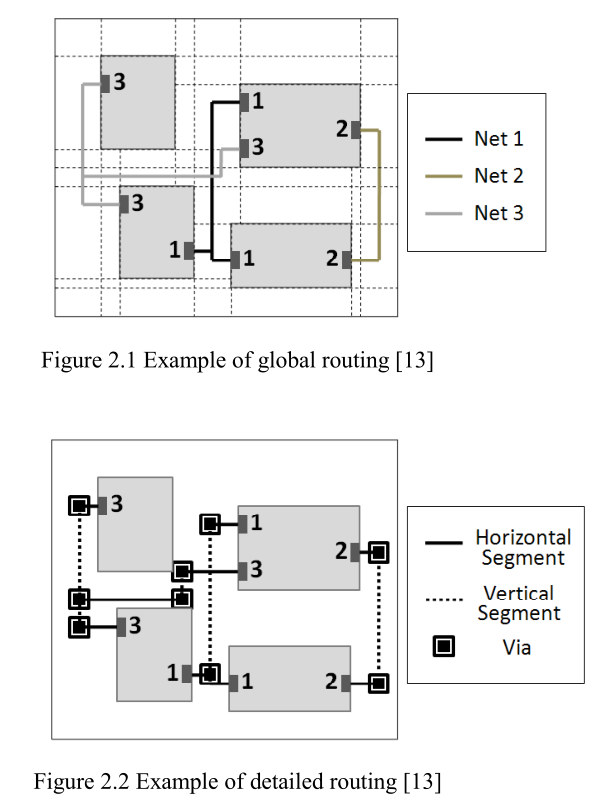 3
1
3
2
3
1
1
2
Net 1
Net 2
Net 3
Figure 2.1 Example of global routing [13]
3
1
3
2
3
1
1
2
Horizontal
Segment
Vertical
Segment
Via
Figure 2.2 Example of detailed routing [13]